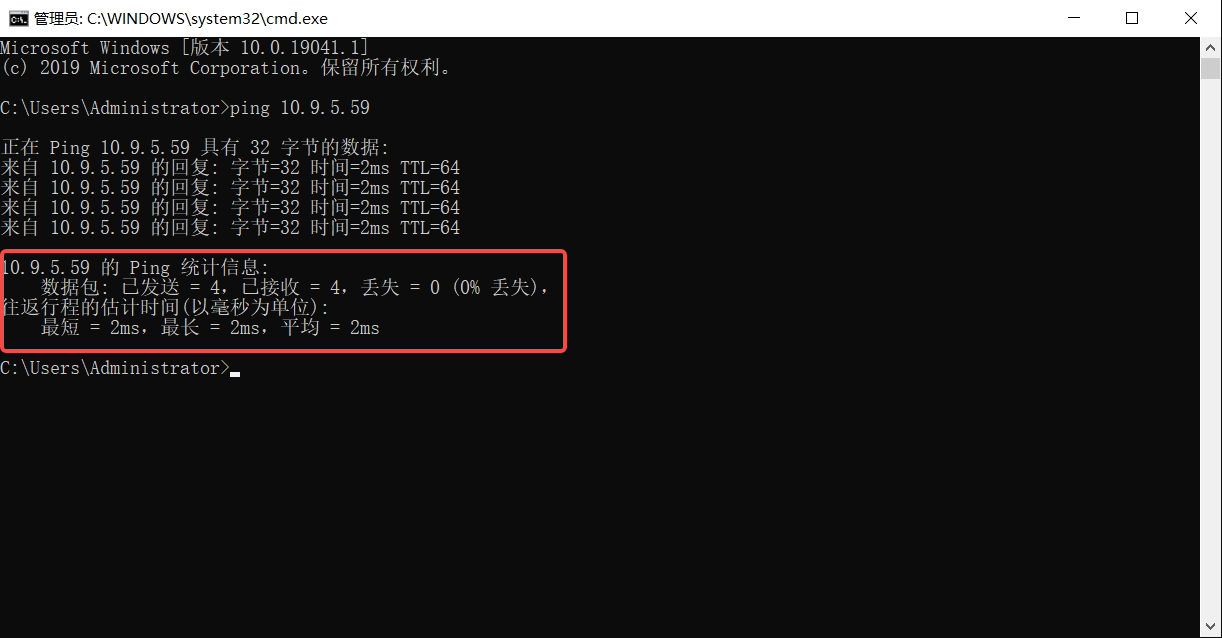 管理员: C:\WINDOWS\system32\cmd.exe
Microsoft Windows [版本 10.0.19041.1]
(c) 2019 Microsoft Corporation。保留所有权利。
C:\Users\Administrator>ping 10.9.5.59
正在 Ping 10.9.5.59 具有 32 字节的数据:
来自 10.9.5.59 的回复: 字节=32 时间=2ms TTL=64
来自 10.9.5.59 的回复: 字节=32 时间=2ms TTL=64
来自 10.9.5.59 的回复: 字节=32 时间=2ms TTL=64
来自 10.9.5.59 的回复: 字节=32 时间=2ms TTL=64
10.9.5.59 的 Ping 统计信息:
    数据包: 已发送 = 4，已接收 = 4，丢失 = 0 (0% 丢失)，
往返行程的估计时间(以毫秒为单位):
    最短 = 2ms，最长 = 2ms，平均 = 2ms
C:\Users\Administrator>